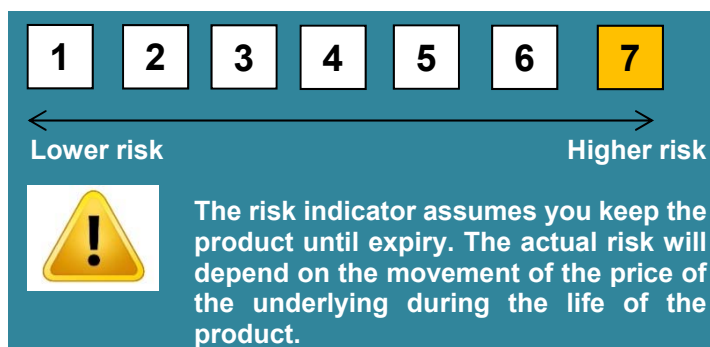 1 2 3 4 5 6 7
Lower risk Higher risk
The risk indicator assumes you keep the
product until expiry. The actual risk will
depend on the movement of the price of
the underlying during the life of the
product.